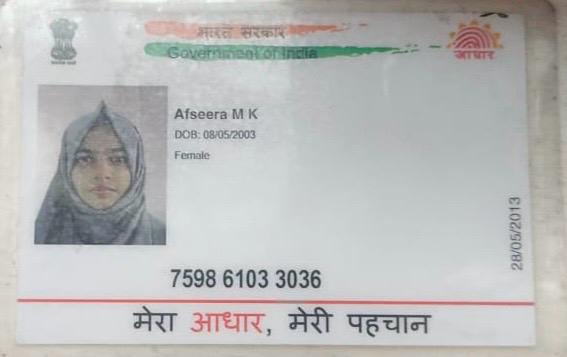 भारत सरकार
Government of India
आधार
Afseera M K
DOB: 08/05/2003
Female
28/05/2013
7598 6103 3036
मेरा आधार, मेरी पहचान